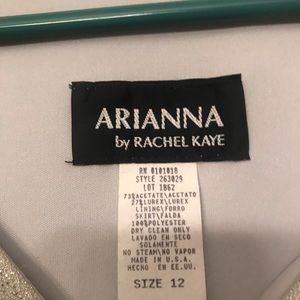 ARIANNA
by RACHEL KAYE
RN 0101018
STYLE 263029
LOT 1862
73%ACETATE\ACETATO
27%LUREX/LUREX
LINING\FORRO
SKIRT/FALDA
100%POLYESTER
DRY CLEAN ONLY
LAVADO EN SECO
SOLAMENTE
NO STEAM\NO VAPOR
MADE IN U.S.A.
HECHO EN EE.UU.
SIZE 12